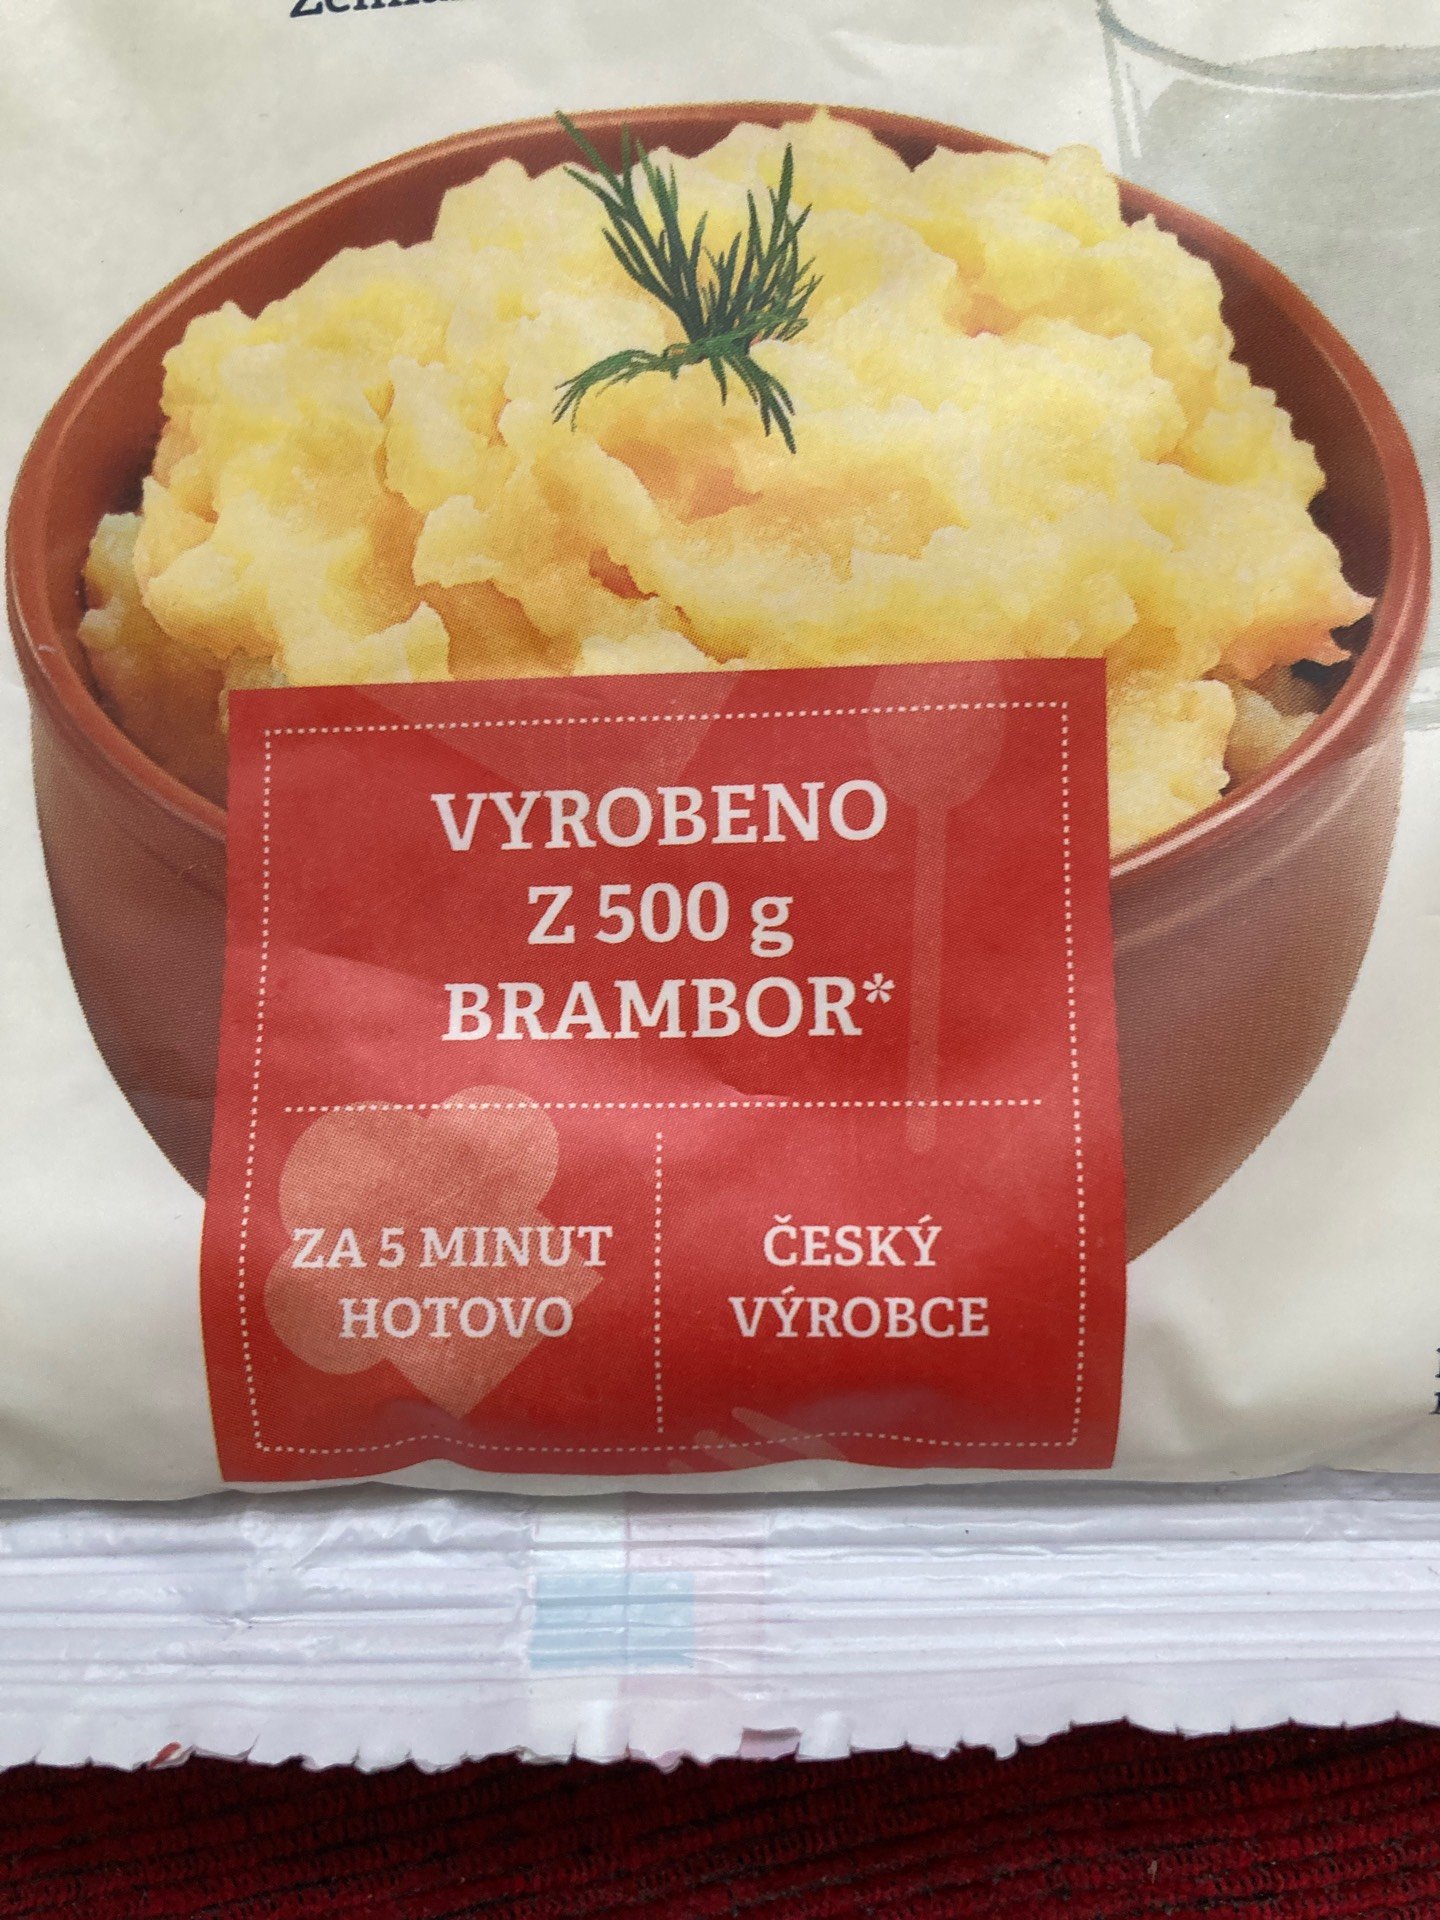 VYROBENO
Z 500 g
BRAMBOR*
ZA 5 MINUT
HOTOVO
ČESKÝ
VÝROBCE